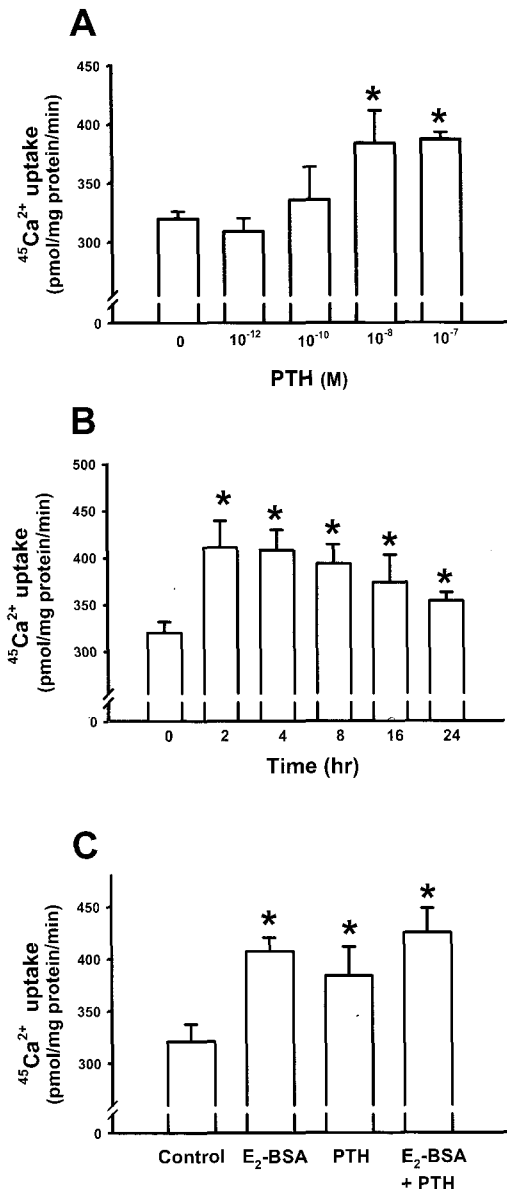 A
⁴⁵Ca²⁺ uptake
(pmol/mg protein/min)
450
400
350
300
0
0 10⁻¹² 10⁻¹⁰ 10⁻⁸ 10⁻⁷
PTH (M)
* *
B
⁴⁵Ca²⁺ uptake
(pmol/mg protein/min)
500
450
400
350
300
0
* * * * *
0 2 4 8 16 24
Time (hr)
C
⁴⁵Ca²⁺ uptake
(pmol/mg protein/min)
450
400
350
300
0
* * *
Control E₂-BSA PTH E₂-BSA
+ PTH